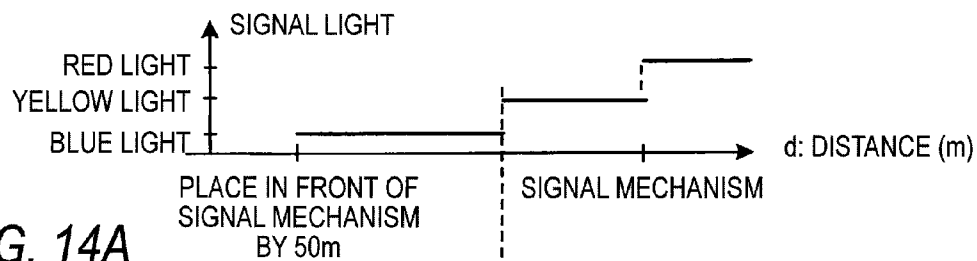 SIGNAL LIGHT
RED LIGHT
YELLOW LIGHT
BLUE LIGHT
d: DISTANCE (m)
PLACE IN FRONT OF
SIGNAL MECHANISM
BY 50m
SIGNAL MECHANISM
G. 14A